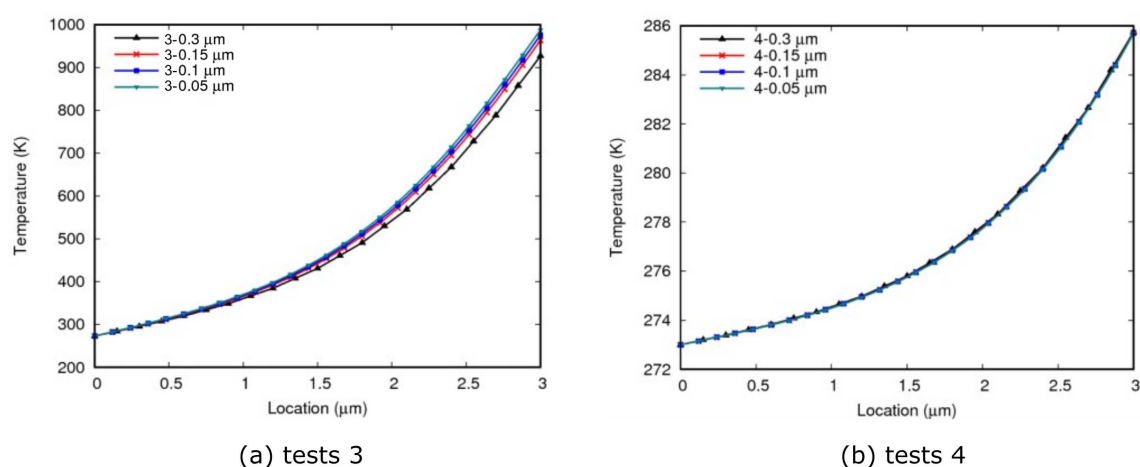 1000
900
800
700
600
500
400
300
200
Temperature (K)
3-0.3 μm
3-0.15 μm
3-0.1 μm
3-0.05 μm
0 0.5 1 1.5 2 2.5 3
Location (μm)
(a) tests 3
286
284
282
280
278
276
274
272
Temperature (K)
4-0.3 μm
4-0.15 μm
4-0.1 μm
4-0.05 μm
0 0.5 1 1.5 2 2.5 3
Location (μm)
(b) tests 4